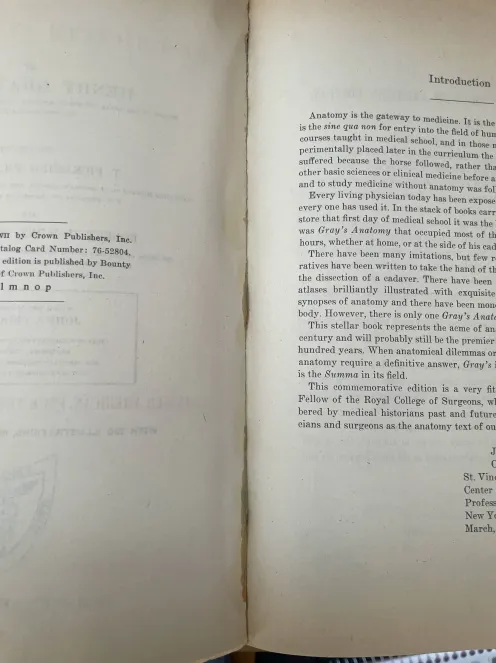 VII by Crown Publishers, Inc.
atalog Card Number: 76-52804,
edition is published by Bounty
of Crown Publishers, Inc.
l m n o p
Introduction
Anatomy is the gateway to medicine. It is the
is the sine qua non for entry into the field of hum
courses taught in medical school, and in those m
perimentally placed later in the curriculum the
suffered because the horse followed, rather tha
other basic sciences or clinical medicine before a
and to study medicine without anatomy was fol
Every living physician today has been expose
every one has used it. In the stack of books carr
store that first day of medical school it was the
was Gray's Anatomy that occupied most of th
hours, whether at home, or at the side of his cad
There have been many imitations, but few r
ratives have been written to take the hand of th
the dissection of a cadaver. There have been
atlases brilliantly illustrated with exquisite
synopses of anatomy and there have been mon
body. However, there is only one Gray's Anato
This stellar book represents the acme of ana
century and will probably still be the premier
hundred years. When anatomical dilemmas or
anatomy require a definitive answer, Gray's i
is the Summa in its field.
This commemorative edition is a very fit
Fellow of the Royal College of Surgeons, wh
bered by medical historians past and future
cians and surgeons as the anatomy text of ou
J
C
St. Vinc
Center
Profess
New Yo
March,